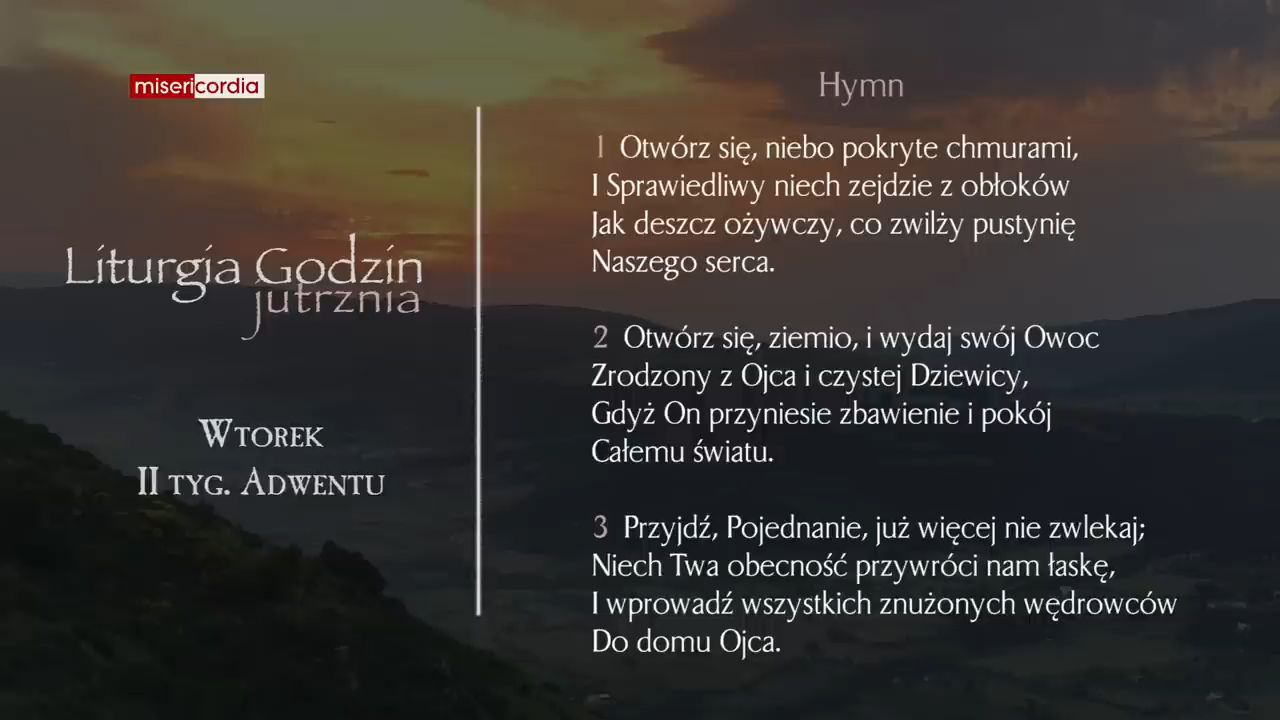 misericordia
Liturgia Godzin
jutrznia
Wtorek
II tyg. Adwentu
Hymn
1 Otwórz się, niebo pokryte chmurami,
I Sprawiedliwy niech zejdzie z obłoków
Jak deszcz ożywczy, co zwilży pustynię
Naszego serca.
2 Otwórz się, ziemio, i wydaj swój Owoc
Zrodzony z Ojca i czystej Dziewicy,
Gdyż On przyniesie zbawienie i pokój
Całemu światu.
3 Przyjdź, Pojednanie, już więcej nie zwlekaj;
Niech Twa obecność przywróci nam łaskę,
I wprowadź wszystkich znużonych wędrowców
Do domu Ojca.